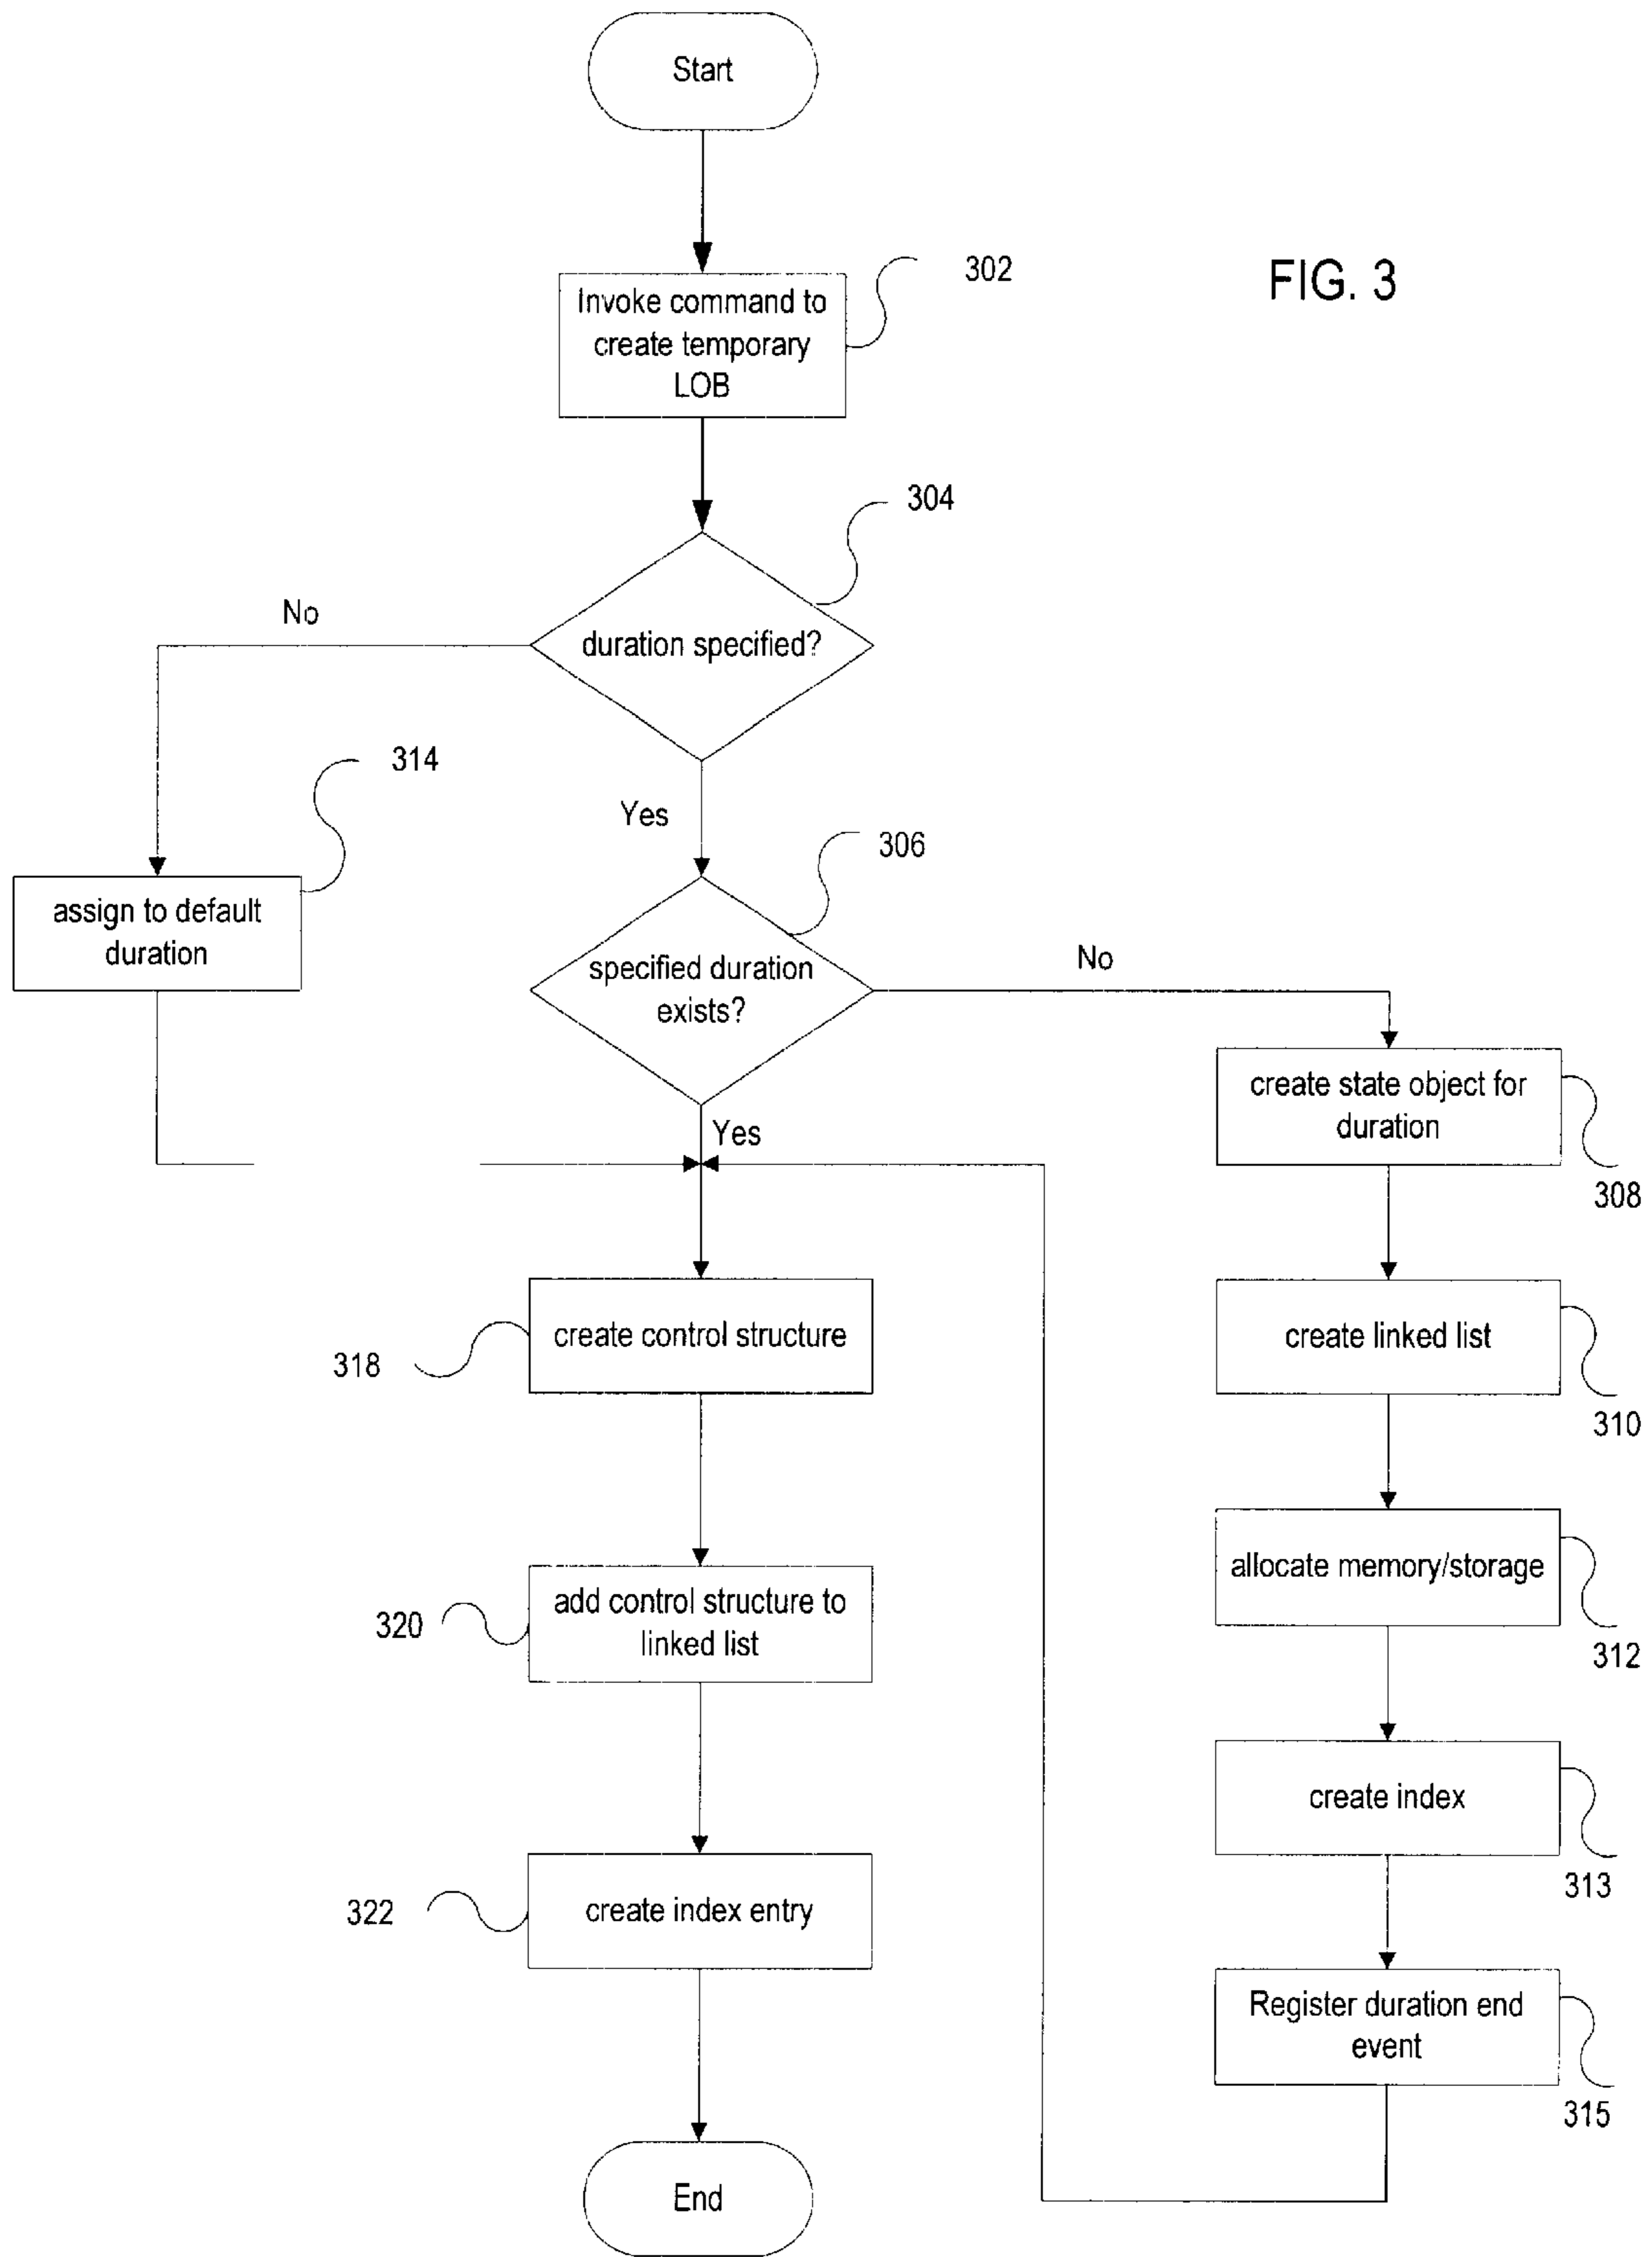 Start
302
FIG. 3
Invoke command to
create temporary
LOB
304
No
duration specified?
314
Yes
306
assign to default
duration
specified duration
exists?
No
create state object for
duration
Yes
308
create control structure
318
create linked list
310
allocate memory/storage
add control structure to
linked list
320
312
create index
313
create index entry
322
Register duration end
event
315
End